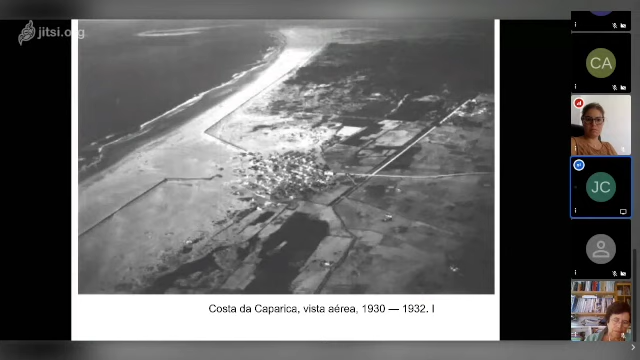 jitsi.org
CA
JC
Costa da Caparica, vista aérea, 1930 — 1932. I